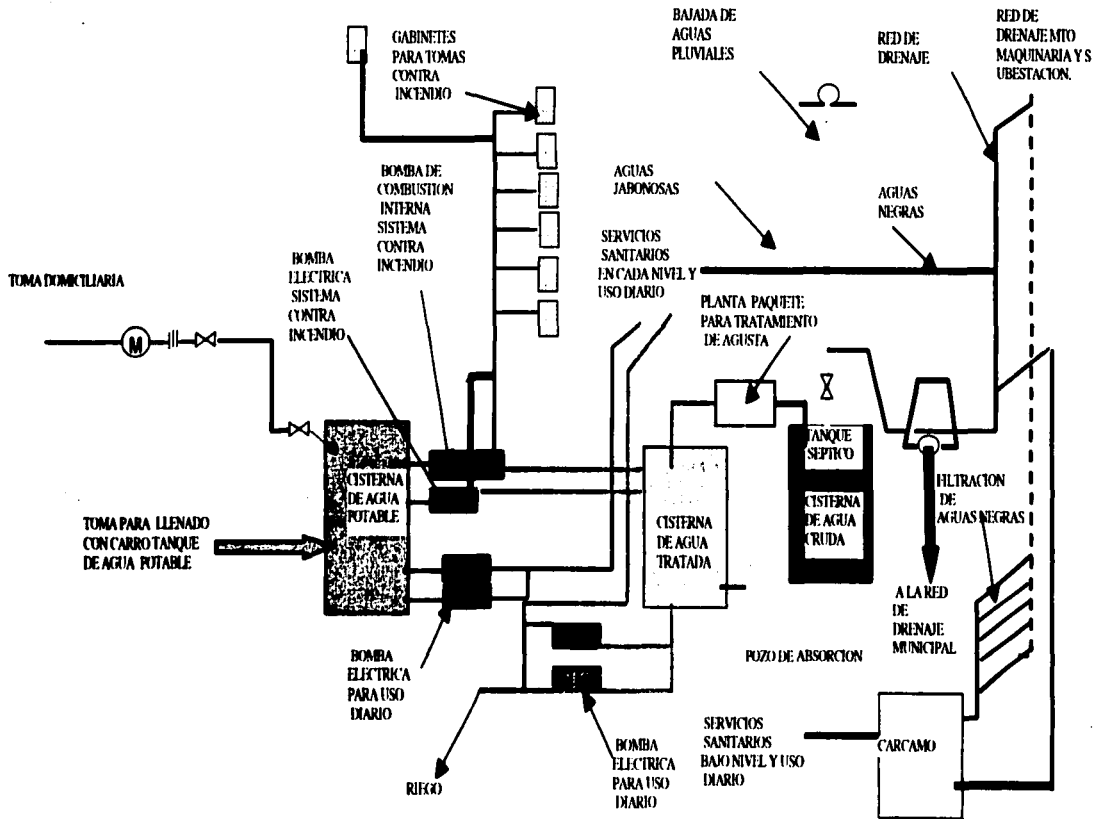 GABINETES
PARA TOMAS
CONTRA
INCENDIO
BAJADA DE
AGUAS
PLUVIALES
RED DE
DRENAJE
RED DE
DRENAJE MTO
MAQUINARIA Y S
UBESTACION.
BOMBA DE
COMBUSTION
INTERNA
SISTEMA
CONTRA
INCENDIO
AGUAS
JABONOSAS
AGUAS
NEGRAS
SERVICIOS
SANITARIOS
EN CADA NIVEL Y
USO DIARIO
BOMBA
ELECTRICA
SISTEMA
CONTRA
INCENDIO
TOMA DOMICILIARIA
M
PLANTA PAQUETE
PARA TRATAMIENTO
DE AGUSTA
CISTERNA
DE AGUA
POTABLE
TANQUE
SEPTICO
CISTERNA
DE AGUA
CRUDA
FILTRACION
DE
AGUAS NEGRAS
CISTERNA
DE AGUA
TRATADA
TOMA PARA LLENADO
CON CARRO TANQUE
DE AGUA POTABLE
A LA RED
DE
DRENAJE
MUNICIPAL
POZO DE ABSORCION
BOMBA
ELECTRICA
PARA USO
DIARIO
RIEGO
BOMBA
ELECTRICA
PARA USO
DIARIO
SERVICIOS
SANITARIOS
BAJO NIVEL Y USO
DIARIO
CARCAMO